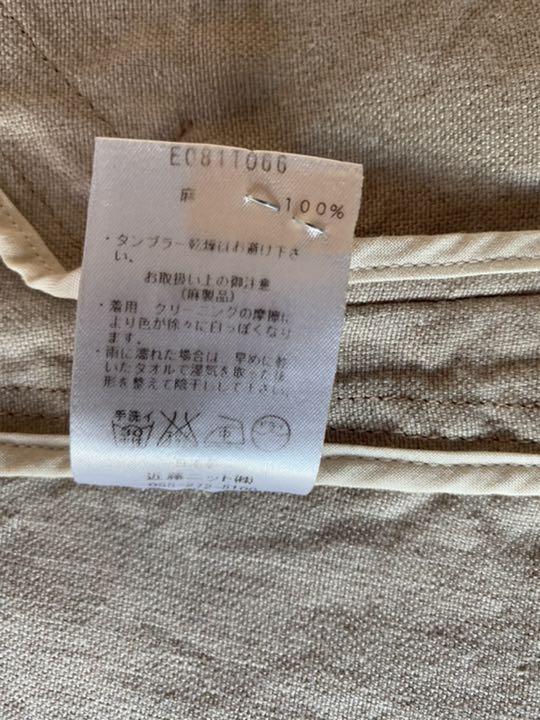 E0811066
麻 100%
・タンブラー乾燥はお避け下さ
い。
お取扱い上の御注意
(麻製品)
・着用 クリーニングの摩擦に
より色が徐々に白っぽくなり
ます。
・雨に濡れた場合は 早めに乾
いたタオルで湿気を取ったの
形を整えて陰干しして下さい。
手洗イ
中
近藤ニット㈱